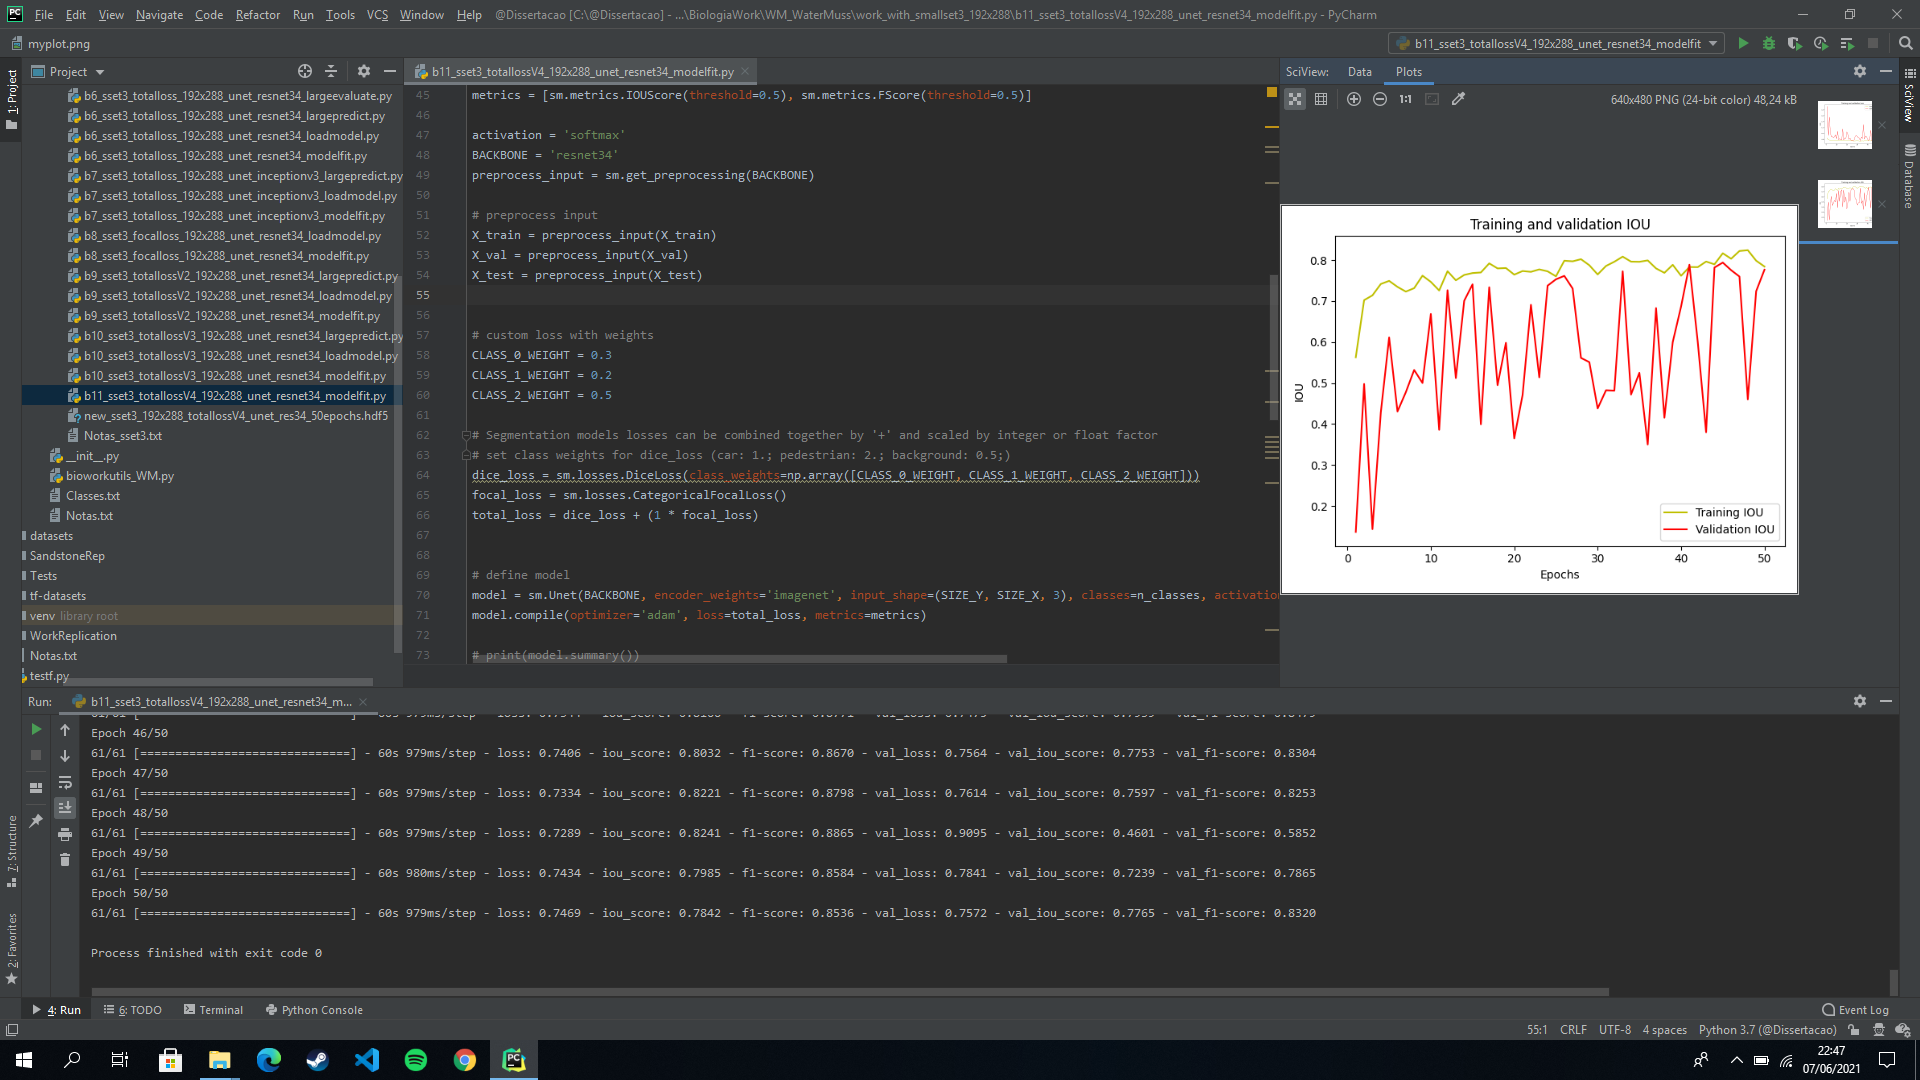 File Edit View Navigate Code Refactor Run Tools VCS Window Help @Dissertacao [C:\@Dissertacao] - ...\BiologiaWork\WM_WaterMuss\work_with_smallset3_192x288\b11_sset3_totallossV4_192x288_unet_resnet34_modelfit.py - PyCharm
myplot.png
b11_sset3_totallossV4_192x288_unet_resnet34_modelfit
1: Project
Project
b6_sset3_totalloss_192x288_unet_resnet34_largeevaluate.py
b6_sset3_totalloss_192x288_unet_resnet34_largepredict.py
b6_sset3_totalloss_192x288_unet_resnet34_loadmodel.py
b6_sset3_totalloss_192x288_unet_resnet34_modelfit.py
b7_sset3_totalloss_192x288_unet_inceptionv3_largepredict.py
b7_sset3_totalloss_192x288_unet_inceptionv3_loadmodel.py
b7_sset3_totalloss_192x288_unet_inceptionv3_modelfit.py
b8_sset3_focalloss_192x288_unet_resnet34_loadmodel.py
b8_sset3_focalloss_192x288_unet_resnet34_modelfit.py
b9_sset3_totallossV2_192x288_unet_resnet34_largepredict.py
b9_sset3_totallossV2_192x288_unet_resnet34_loadmodel.py
b9_sset3_totallossV2_192x288_unet_resnet34_modelfit.py
b10_sset3_totallossV3_192x288_unet_resnet34_largepredict.py
b10_sset3_totallossV3_192x288_unet_resnet34_loadmodel.py
b10_sset3_totallossV3_192x288_unet_resnet34_modelfit.py
b11_sset3_totallossV4_192x288_unet_resnet34_modelfit.py
new_sset3_192x288_totallossV4_unet_res34_50epochs.hdf5
Notas_sset3.txt
__init__.py
bioworkutils_WM.py
Classes.txt
Notas.txt
datasets
SandstoneRep
Tests
tf-datasets
venv library root
WorkReplication
Notas.txt
testf.py
b11_sset3_totallossV4_192x288_unet_resnet34_modelfit.py
45 metrics = [sm.metrics.IOUScore(threshold=0.5), sm.metrics.FScore(threshold=0.5)]
46
47 activation = 'softmax'
48 BACKBONE = 'resnet34'
49 preprocess_input = sm.get_preprocessing(BACKBONE)
50
51 # preprocess input
52 X_train = preprocess_input(X_train)
53 X_val = preprocess_input(X_val)
54 X_test = preprocess_input(X_test)
55
56
57 # custom loss with weights
58 CLASS_0_WEIGHT = 0.3
59 CLASS_1_WEIGHT = 0.2
60 CLASS_2_WEIGHT = 0.5
61
62 # Segmentation models losses can be combined together by '+' and scaled by integer or float factor
63 # set class weights for dice_loss (car: 1.; pedestrian: 2.; background: 0.5;)
64 dice_loss = sm.losses.DiceLoss(class_weights=np.array([CLASS_0_WEIGHT, CLASS_1_WEIGHT, CLASS_2_WEIGHT]))
65 focal_loss = sm.losses.CategoricalFocalLoss()
66 total_loss = dice_loss + (1 * focal_loss)
67
68
69 # define model
70 model = sm.Unet(BACKBONE, encoder_weights='imagenet', input_shape=(SIZE_Y, SIZE_X, 3), classes=n_classes, activation
71 model.compile(optimizer='adam', loss=total_loss, metrics=metrics)
72
73 # print(model.summary())
SciView: Data Plots
1:1 640x480 PNG (24-bit color) 48,24 kB
Training and validation IOU
0.8
0.7
0.6
0.5
0.4
0.3
0.2
IOU
0 10 20 30 40 50
Epochs
Training IOU
Validation IOU
SciView
Database
Run: b11_sset3_totallossV4_192x288_unet_resnet34_m...
Epoch 46/50
61/61 [==============================] - 60s 979ms/step - loss: 0.7406 - iou_score: 0.8032 - f1-score: 0.8670 - val_loss: 0.7564 - val_iou_score: 0.7753 - val_f1-score: 0.8304
Epoch 47/50
61/61 [==============================] - 60s 979ms/step - loss: 0.7334 - iou_score: 0.8221 - f1-score: 0.8798 - val_loss: 0.7614 - val_iou_score: 0.7597 - val_f1-score: 0.8253
Epoch 48/50
61/61 [==============================] - 60s 979ms/step - loss: 0.7289 - iou_score: 0.8241 - f1-score: 0.8865 - val_loss: 0.9095 - val_iou_score: 0.4601 - val_f1-score: 0.5852
Epoch 49/50
61/61 [==============================] - 60s 980ms/step - loss: 0.7434 - iou_score: 0.7985 - f1-score: 0.8584 - val_loss: 0.7841 - val_iou_score: 0.7239 - val_f1-score: 0.7865
Epoch 50/50
61/61 [==============================] - 60s 979ms/step - loss: 0.7469 - iou_score: 0.7842 - f1-score: 0.8536 - val_loss: 0.7572 - val_iou_score: 0.7765 - val_f1-score: 0.8320
Process finished with exit code 0
7: Structure
2: Favorites
4: Run 6: TODO Terminal Python Console Event Log
55:1 CRLF UTF-8 4 spaces Python 3.7 (@Dissertacao)
22:47
07/06/2021